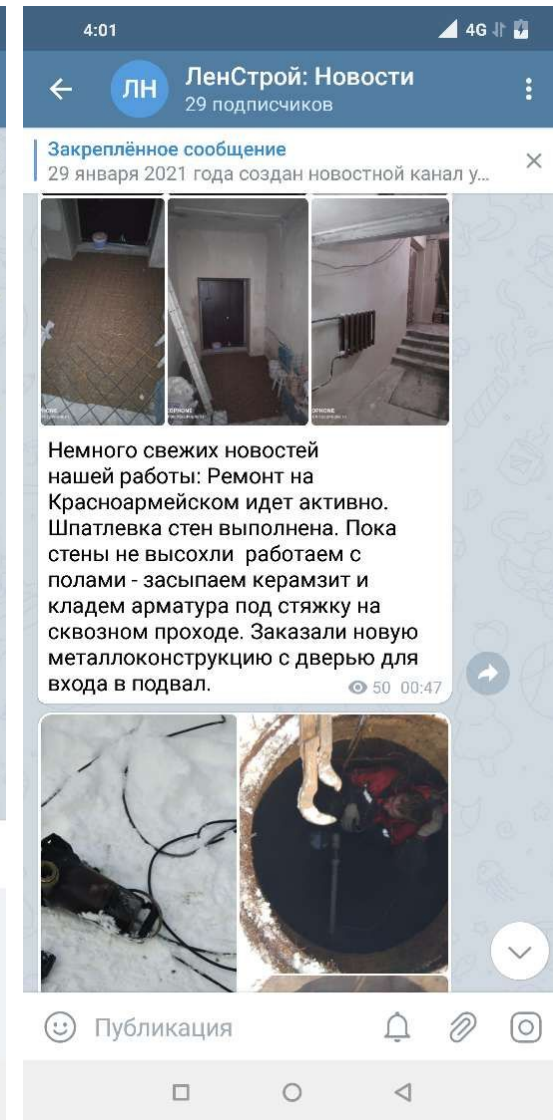 4:01
4G
ЛН
ЛенСтрой: Новости
29 подписчиков
Закреплённое сообщение
29 января 2021 года создан новостной канал у...
Немного свежих новостей
нашей работы: Ремонт на
Красноармейском идет активно.
Шпатлевка стен выполнена. Пока
стены не высохли работаем с
полами - засыпаем керамзит и
кладем арматура под стяжку на
сквозном проходе. Заказали новую
металлоконструкцию с дверью для
входа в подвал.
50 00:47
Публикация